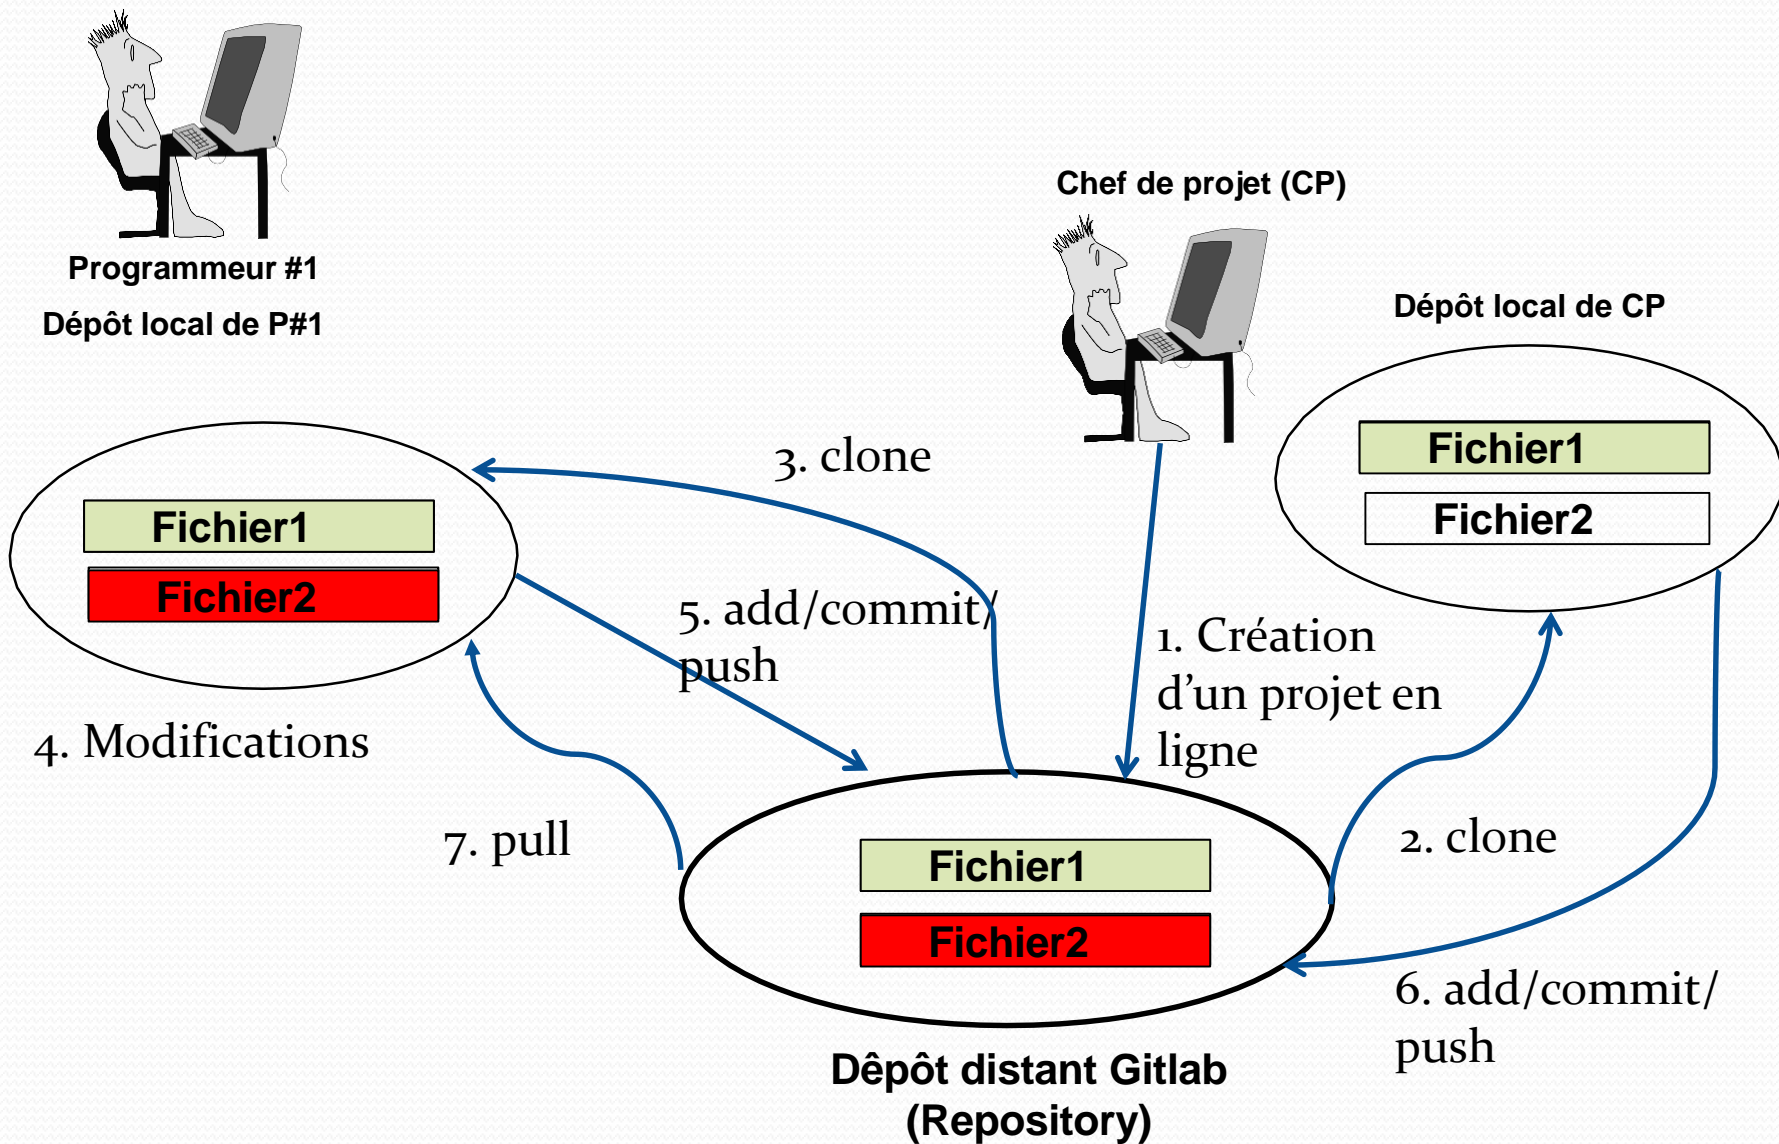 Programmeur #1
Dépôt local de P#1
Chef de projet (CP)
Dépôt local de CP
Fichier1
Fichier2
3. clone
Fichier1
Fichier2
5. add/commit/
push
1. Création
d’un projet en
ligne
4. Modifications
7. pull
2. clone
Fichier1
Fichier2
6. add/commit/
push
Dêpôt distant Gitlab
(Repository)